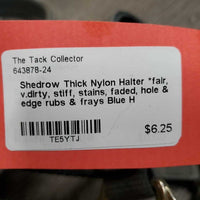 The Tack Collector
643878-24
Shedrow Thick Nylon Halter *fair,
v.dirty, stiff, stains, faded, hole &
edge rubs & frays Blue H
$6.25
TE5YTJ